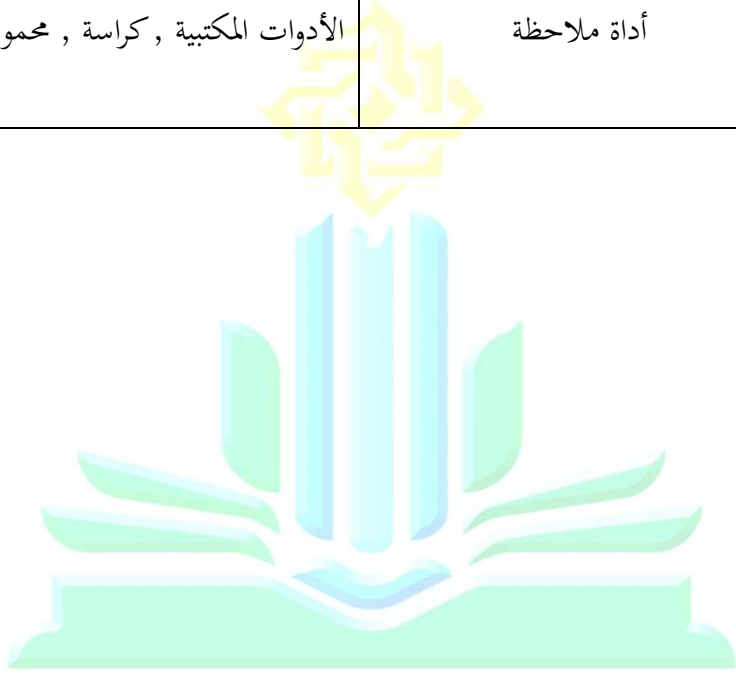 أداة ملاحظة
الأدوات المكتبية , كراسة ,